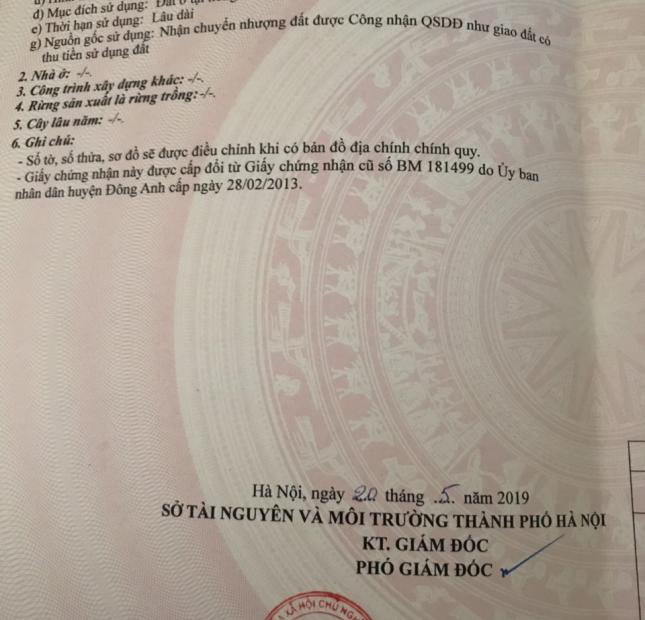 đ) Mục đích sử dụng: Đất ở tại
e) Thời hạn sử dụng: Lâu dài
g) Nguồn gốc sử dụng: Nhận chuyển nhượng đất được Công nhận QSDĐ như giao đất có
thu tiền sử dụng đất
2. Nhà ở: -/-.
3. Công trình xây dựng khác: -/-.
4. Rừng sản xuất là rừng trồng: -/-.
5. Cây lâu năm: -/-.
6. Ghi chú:
- Số tờ, số thửa, sơ đồ sẽ được điều chỉnh khi có bản đồ địa chính chính quy.
- Giấy chứng nhận này được cấp đổi từ Giấy chứng nhận cũ số BM 181499 do Ủy ban
nhân dân huyện Đông Anh cấp ngày 28/02/2013.
Hà Nội, ngày 20 tháng .5. năm 2019
SỞ TÀI NGUYÊN VÀ MÔI TRƯỜNG THÀNH PHỐ HÀ NỘI
KT. GIÁM ĐỐC
PHÓ GIÁM ĐỐC
XÃ HỘI CHỦ